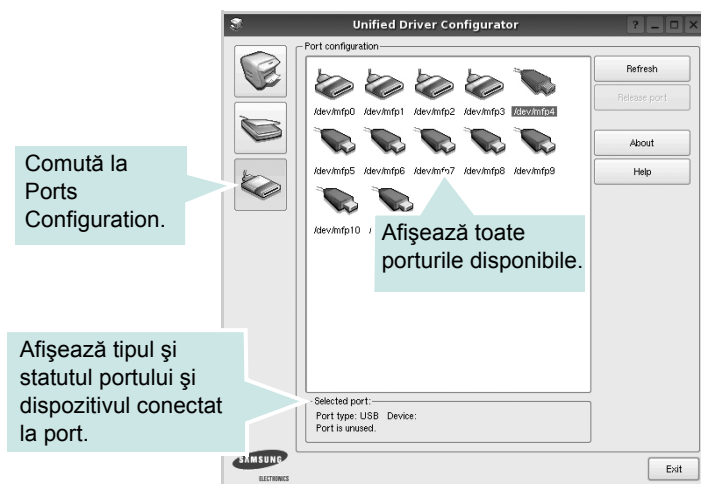 Unified Driver Configurator
Port configuration
/dev/mfp0 /dev/mfp1 /dev/mfp2 /dev/mfp3 /dev/mfp4
/dev/mfp5 /dev/mfp6 /dev/mfp7 /dev/mfp8 /dev/mfp9
/dev/mfp10 /
Refresh
Release port
About
Help
Comută la
Ports
Configuration.
Afişează toate
porturile disponibile.
Afişează tipul şi
statutul portului şi
dispozitivul conectat
la port.
Selected port:
Port type: USB Device:
Port is unused.
SAMSUNG
ELECTRONICS
Exit